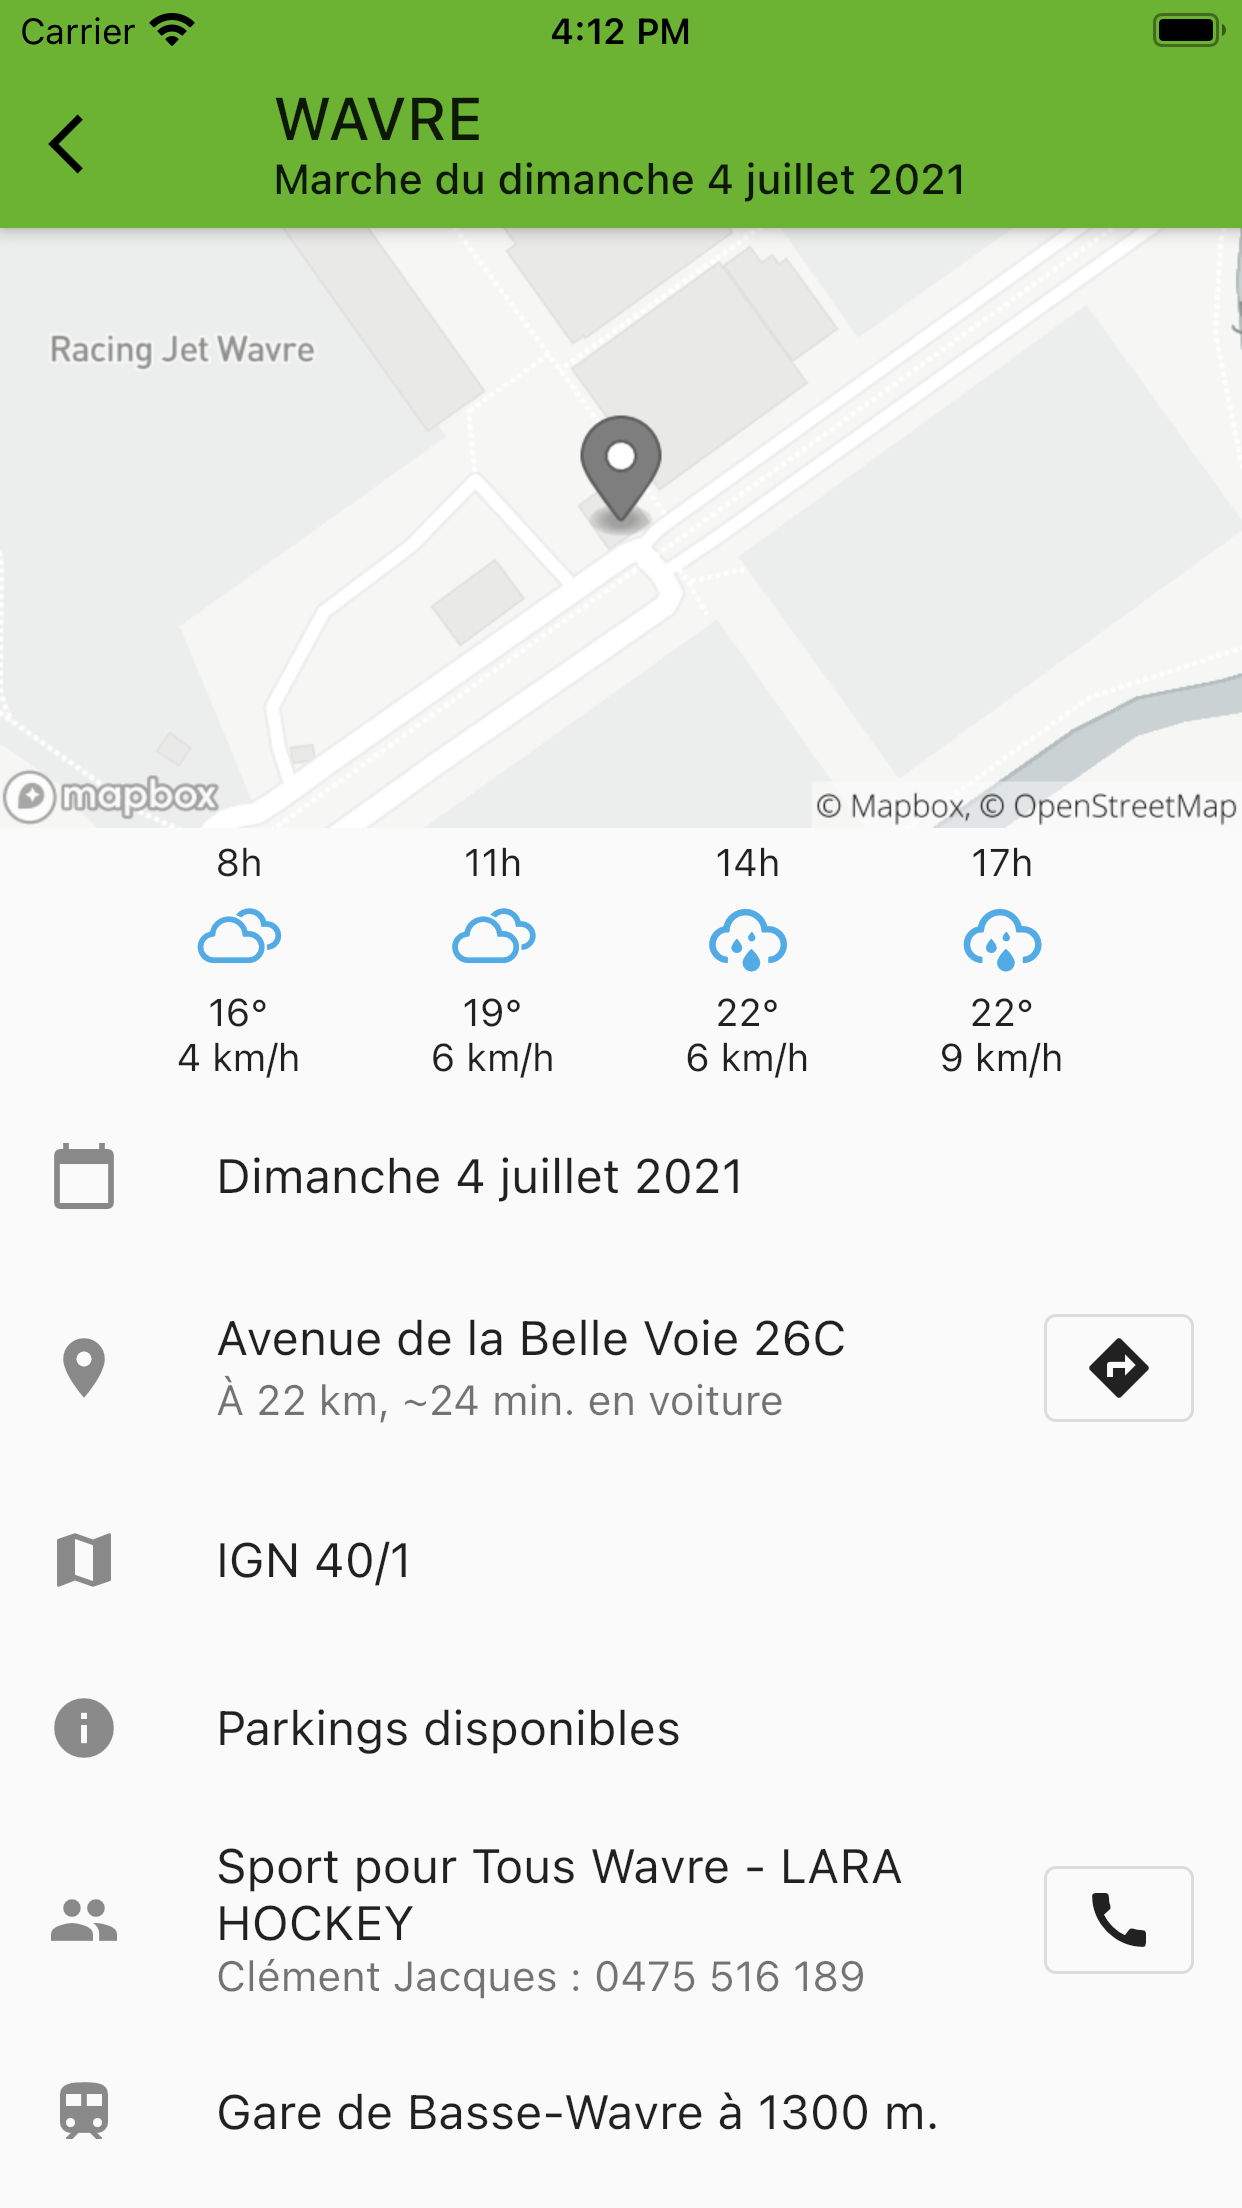 Carrier
4:12 PM
WAVRE
Marche du dimanche 4 juillet 2021
Racing Jet Wavre
mapbox
© Mapbox, © OpenStreetMap
8h 11h 14h 17h
16° 19° 22° 22°
4 km/h 6 km/h 6 km/h 9 km/h
Dimanche 4 juillet 2021
Avenue de la Belle Voie 26C
À 22 km, ~24 min. en voiture
IGN 40/1
Parkings disponibles
Sport pour Tous Wavre - LARA
HOCKEY
Clément Jacques : 0475 516 189
Gare de Basse-Wavre à 1300 m.